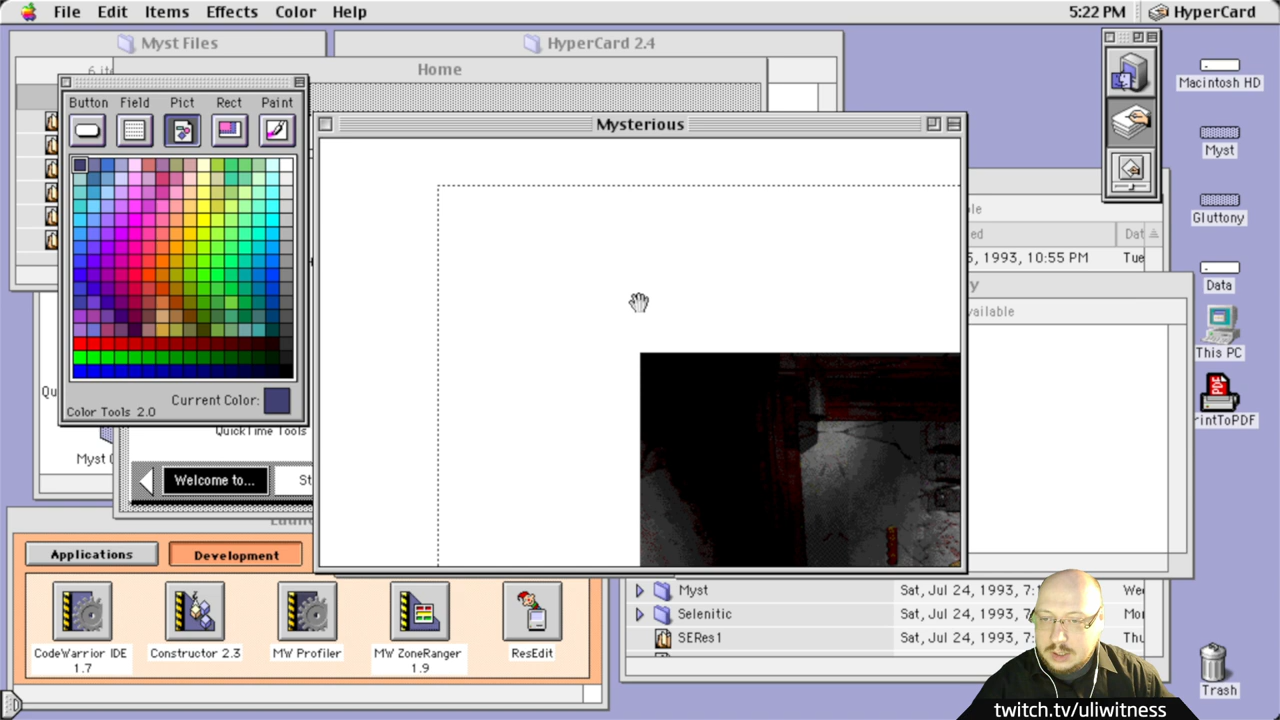 File Edit Items Effects Color Help
5:22 PM HyperCard
Myst Files
HyperCard 2.4
Home
Button Field Pict Rect Paint
Mysterious
Macintosh HD
Myst
Gluttony
Data
This PC
Dat
, 1993, 10:55 PM Tue
Current Color:
Color Tools 2.0
QuickTime Tools
Welcome to...
Applications
Development
CodeWarrior IDE 1.7
Constructor 2.3
MW Profiler
MW ZoneRanger 1.9
ResEdit
Myst Sat, Jul 24, 1993, 7:
Selenitic Sat, Jul 24, 1993, 7: Mo
SERes1 Sat, Jul 24, 1993, 7: Thu
PDF
rintToPDF
Trash
twitch.tv/uliwitness